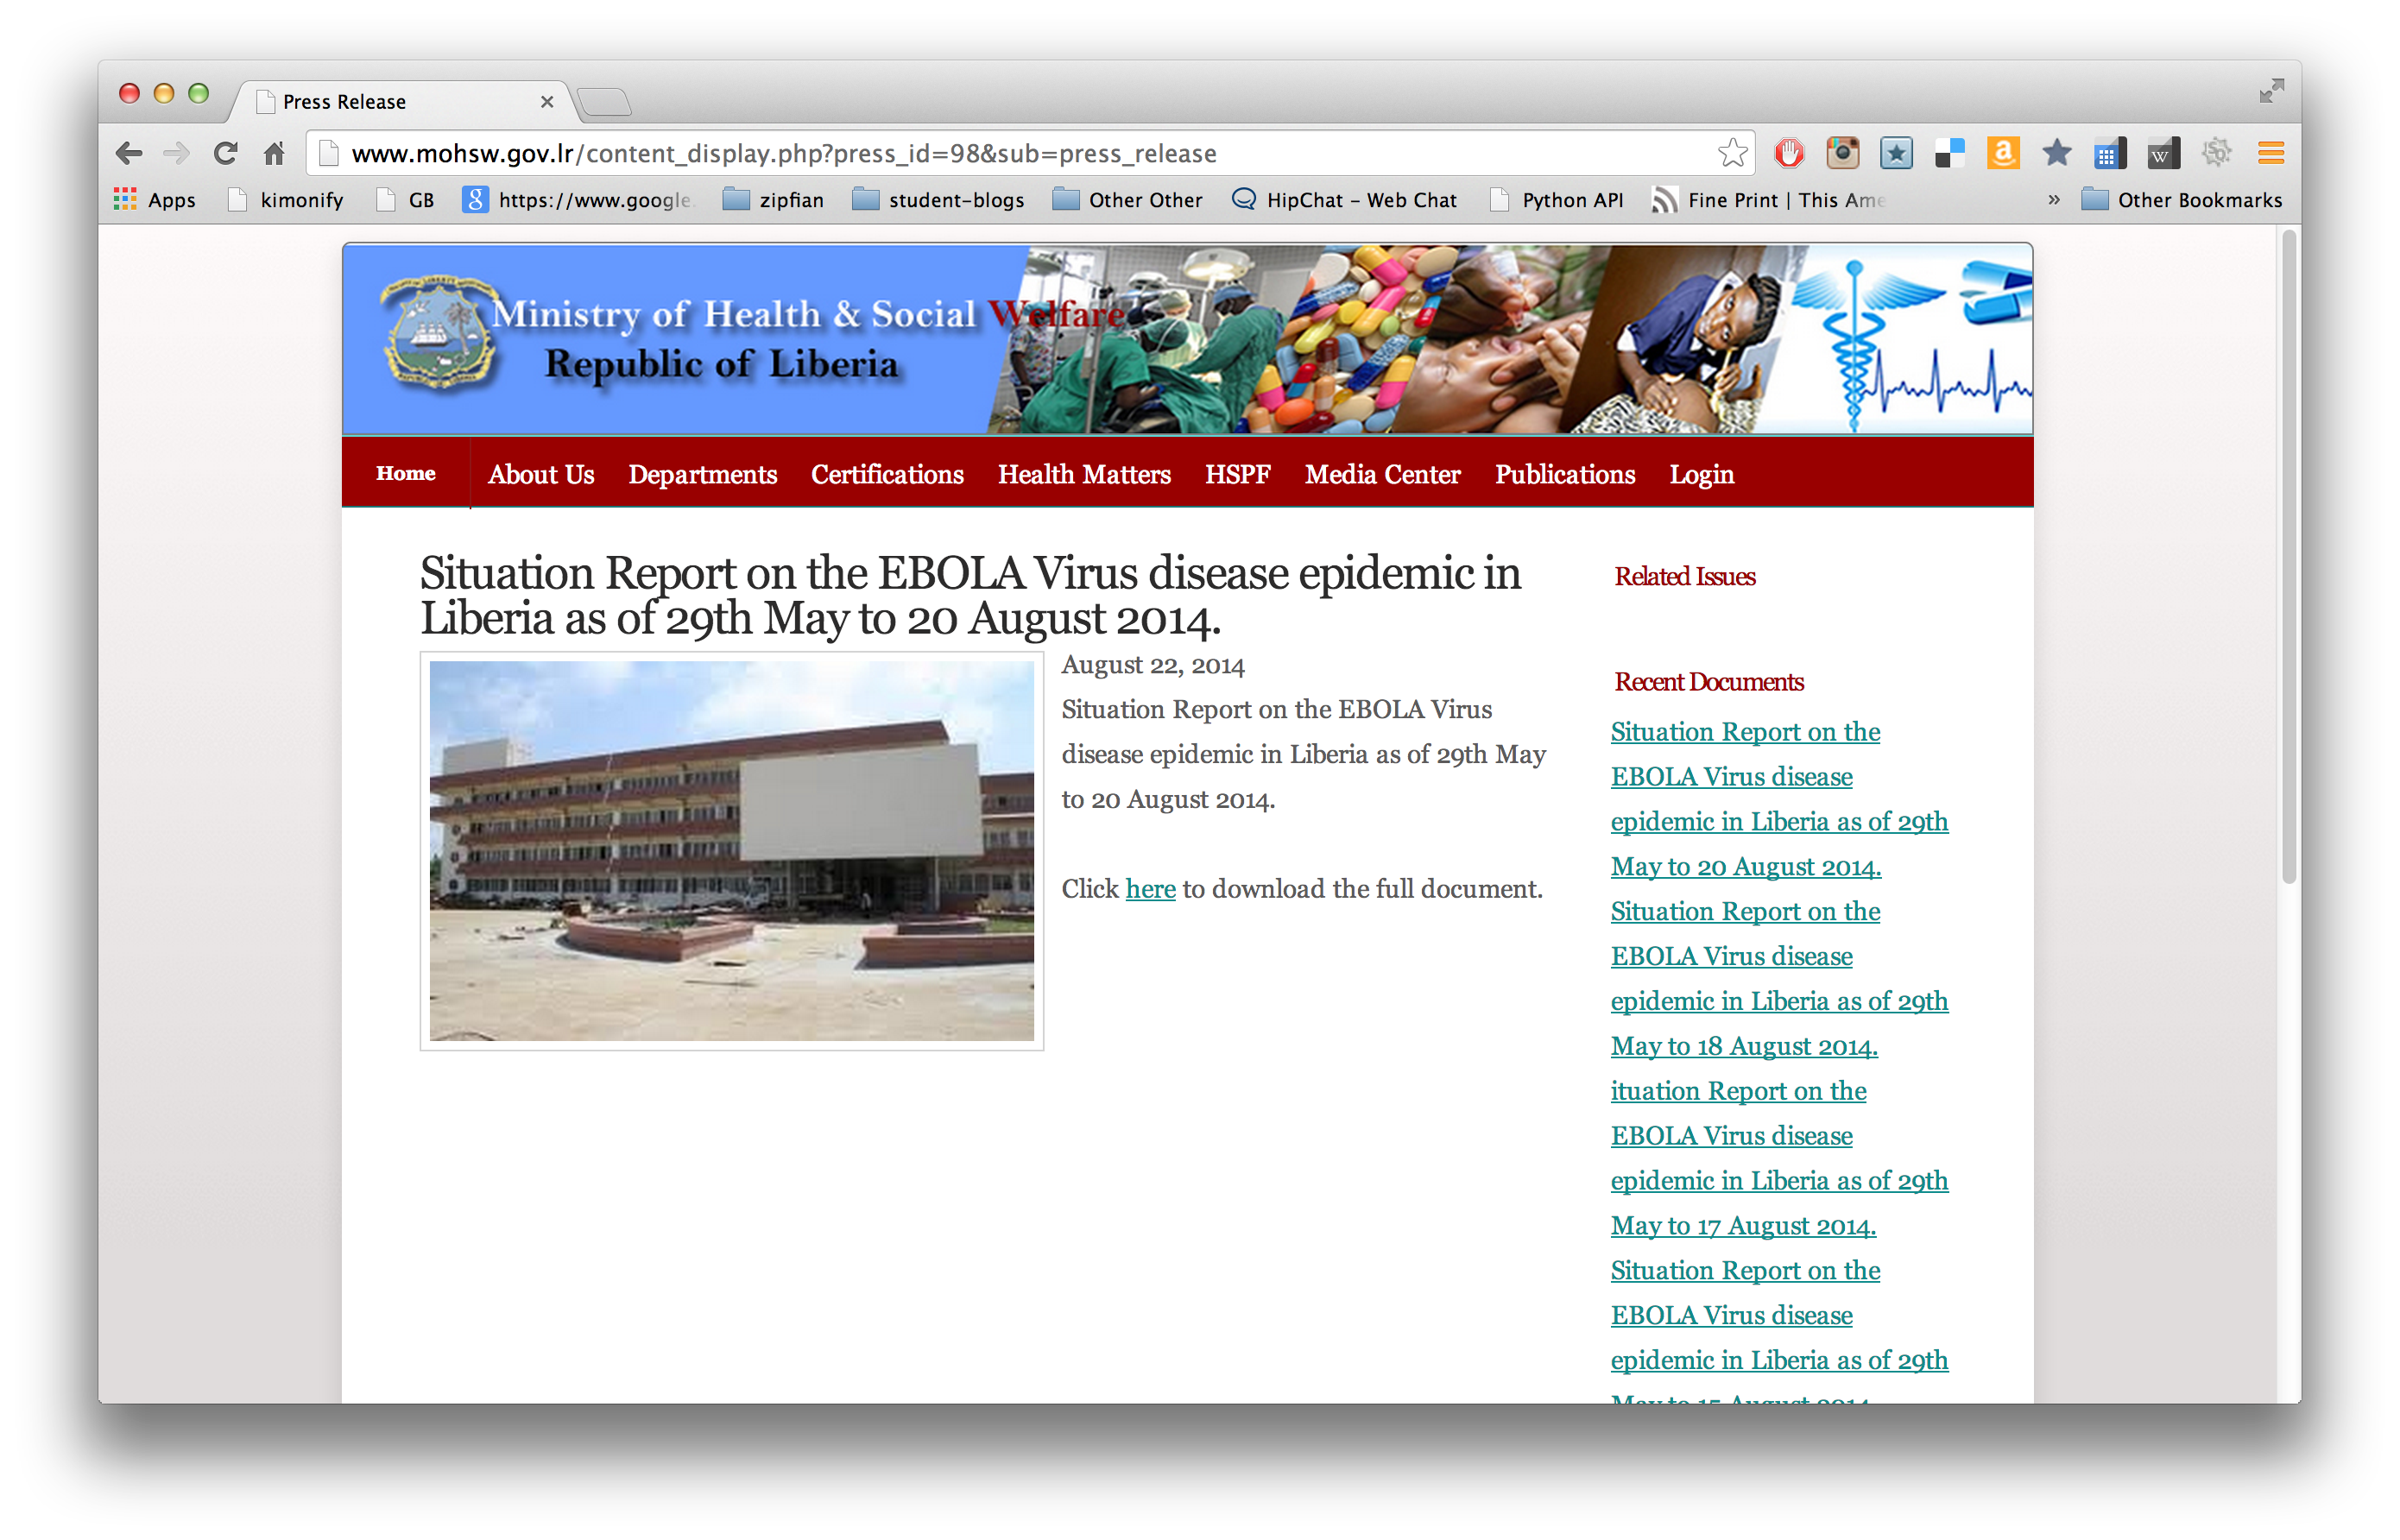 Press Release
www.mohsw.gov.lr/content_display.php?press_id=98&sub=press_release
Apps kimonify GB https://www.google. zipfian student-blogs Other Other HipChat - Web Chat Python API Fine Print | This Ame » Other Bookmarks
Ministry of Health & Social Welfare
Republic of Liberia
Home About Us Departments Certifications Health Matters HSPF Media Center Publications Login
Situation Report on the EBOLA Virus disease epidemic in
Liberia as of 29th May to 20 August 2014.
August 22, 2014
Situation Report on the EBOLA Virus
disease epidemic in Liberia as of 29th May
to 20 August 2014.
Click here to download the full document.
Related Issues
Recent Documents
Situation Report on the
EBOLA Virus disease
epidemic in Liberia as of 29th
May to 20 August 2014.
Situation Report on the
EBOLA Virus disease
epidemic in Liberia as of 29th
May to 18 August 2014.
ituation Report on the
EBOLA Virus disease
epidemic in Liberia as of 29th
May to 17 August 2014.
Situation Report on the
EBOLA Virus disease
epidemic in Liberia as of 29th
May to 15 August 2014.